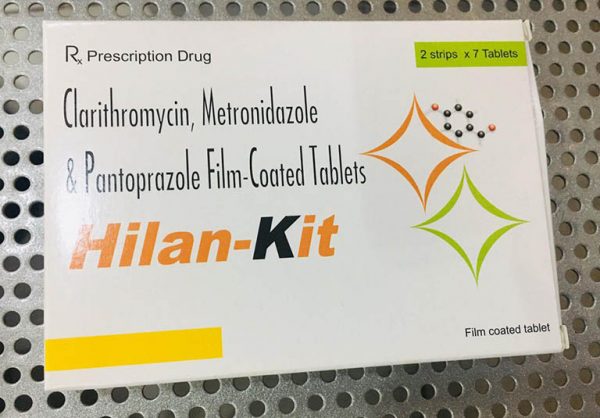 Rx Prescription Drug
2 strips x 7 Tablets
Clarithromycin, Metronidazole
& Pantoprazole Film-Coated Tablets
Hilan-Kit
Film coated tablet